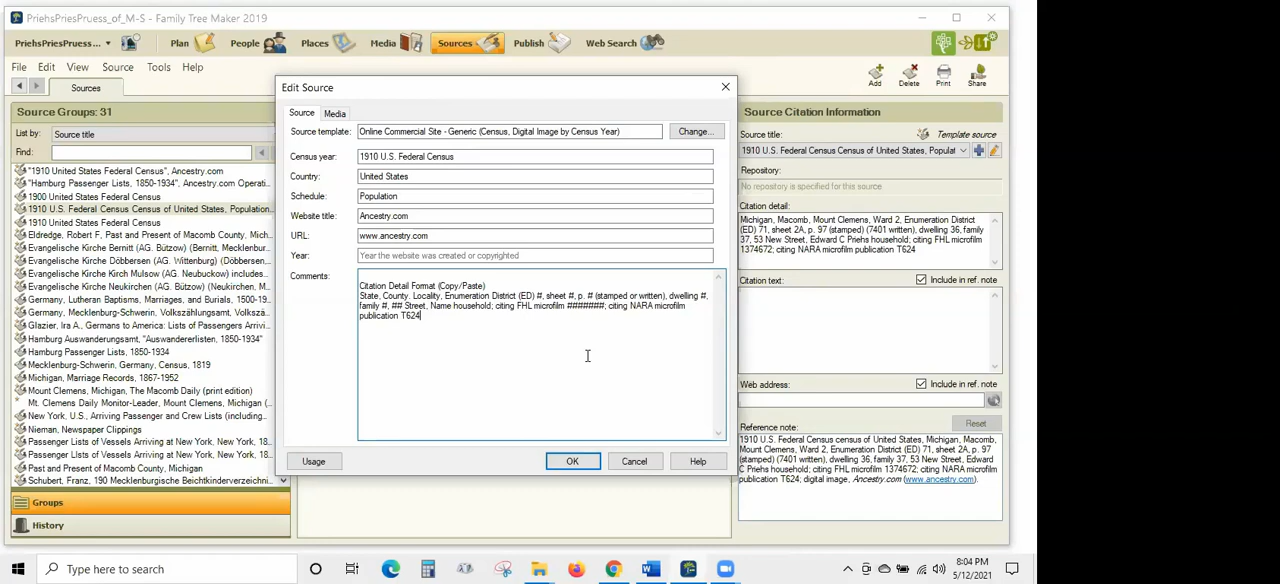 PriehsPriesPruess_of_M-S - Family Tree Maker 2019
PriehsPriesPruess... Plan People Places Media Sources Publish Web Search
File Edit View Source Tools Help
Sources
Add Delete Print Share
Source Groups: 31
List by: Source title
Find:
"1910 United States Federal Census", Ancestry.com
"Hamburg Passenger Lists, 1850-1934". Ancestry.com Operati...
1900 United States Federal Census
1910 U.S. Federal Census Census of United States, Population...
1910 United States Federal Census
Eldredge, Robert F, Past and Present of Macomb County, Mi...
Evangelische Kirche Bernitt (AG. Bützow) (Bernitt, Mecklenbur...
Evangelische Kirche Döbbersen (AG. Wittenburg) (Döbbersen,...
Evangelische Kirche Kirch Mulsow (AG. Neubuckow) includes...
Evangelische Kirche Neukirchen (AG. Bützow) (Neukirchen, M...
Germany, Lutheran Baptisms, Marriages, and Burials, 1500-19...
Germany, Mecklenburg-Schwerin, Volkszählungsamt, Volkszä...
Glazier, Ira A., Germans to America: Lists of Passengers Arrivi...
Hamburg Auswanderungsamt, "Auswandererlisten, 1850-1934"
Hamburg Passenger Lists, 1850-1934
Mecklenburg-Schwerin, Germany, Census, 1819
Michigan, Marriage Records, 1867-1952
Mount Clemens, Michigan, The Macomb Daily (print edition)
* Mt. Clemens Daily Monitor-Leader, Mount Clemens, Michigan (...
New York, U.S., Arriving Passenger and Crew Lists (including...
Nieman, Newspaper Clippings
Passenger Lists of Vessels Arriving at New York, New York, 18...
Passenger Lists of Vessels Arriving at New York, New York, 18...
Past and Present of Macomb County, Michigan
Schubert, Franz, 190 Mecklenburgische Beichtkinderverzeichni...
Groups
History
Edit Source
Source Media
Source template: Online Commercial Site - Generic (Census, Digital Image by Census Year) Change...
Census year: 1910 U.S. Federal Census
Country: United States
Schedule: Population
Website title: Ancestry.com
URL: www.ancestry.com
Year: Year the website was created or copyrighted
Comments:
Citation Detail Format (Copy/Paste)
State, County. Locality, Enumeration District (ED) #, sheet #, p. # (stamped or written), dwelling #,
family #, ## Street, Name household; citing FHL microfilm #######; citing NARA microfilm
publication T624
Usage OK Cancel Help
Source Citation Information
Source title: Template source
1910 U.S. Federal Census Census of United States, Populat
Repository:
No repository is specified for this source
Citation detail:
Michigan, Macomb, Mount Clemens, Ward 2, Enumeration District
(ED) 71, sheet 2A, p. 97 (stamped) (7401 written), dwelling 36, family
37, 53 New Street, Edward C Priehs household; citing FHL microfilm
1374672; citing NARA microfilm publication T624
Citation text: Include in ref. note
Web address: Include in ref. note
Reference note: Reset
1910 U.S. Federal Census census of United States, Michigan, Macomb,
Mount Clemens, Ward 2, Enumeration District (ED) 71, sheet 2A, p. 97
(stamped) (7401 written), dwelling 36, family 37, 53 New Street, Edward
C Priehs household; citing FHL microfilm 1374672; citing NARA microfilm
publication T624; digital image, Ancestry.com (www.ancestry.com).
Type here to search
8:04 PM
5/12/2021